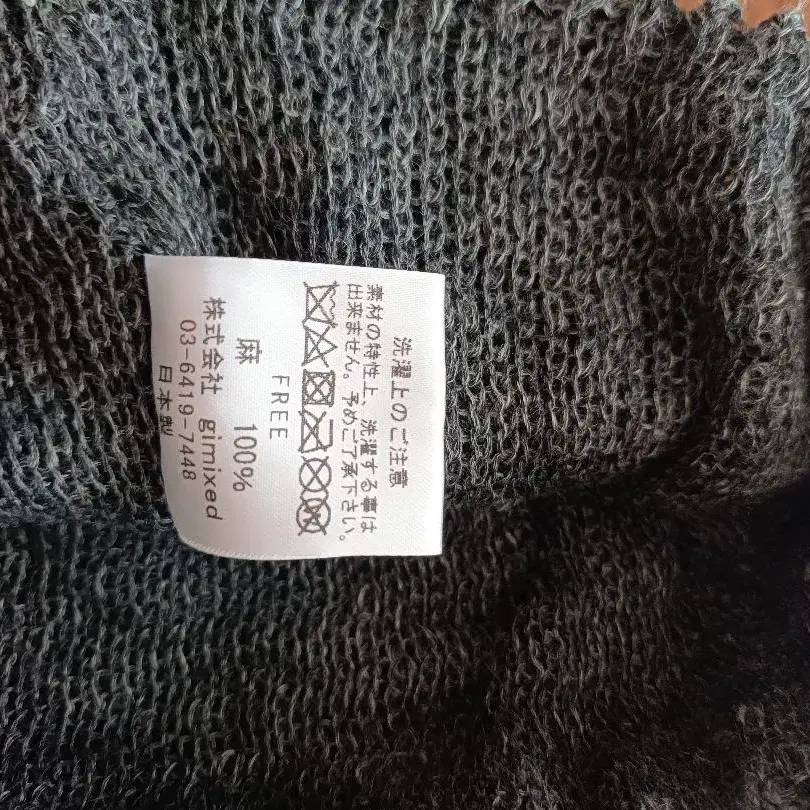 洗濯上のご注意
素材の特性上、洗濯する事は
出来ません。予めご了承下さい。
FREE
麻 100%
株式会社 gimixed
03-6419-7448
日本製